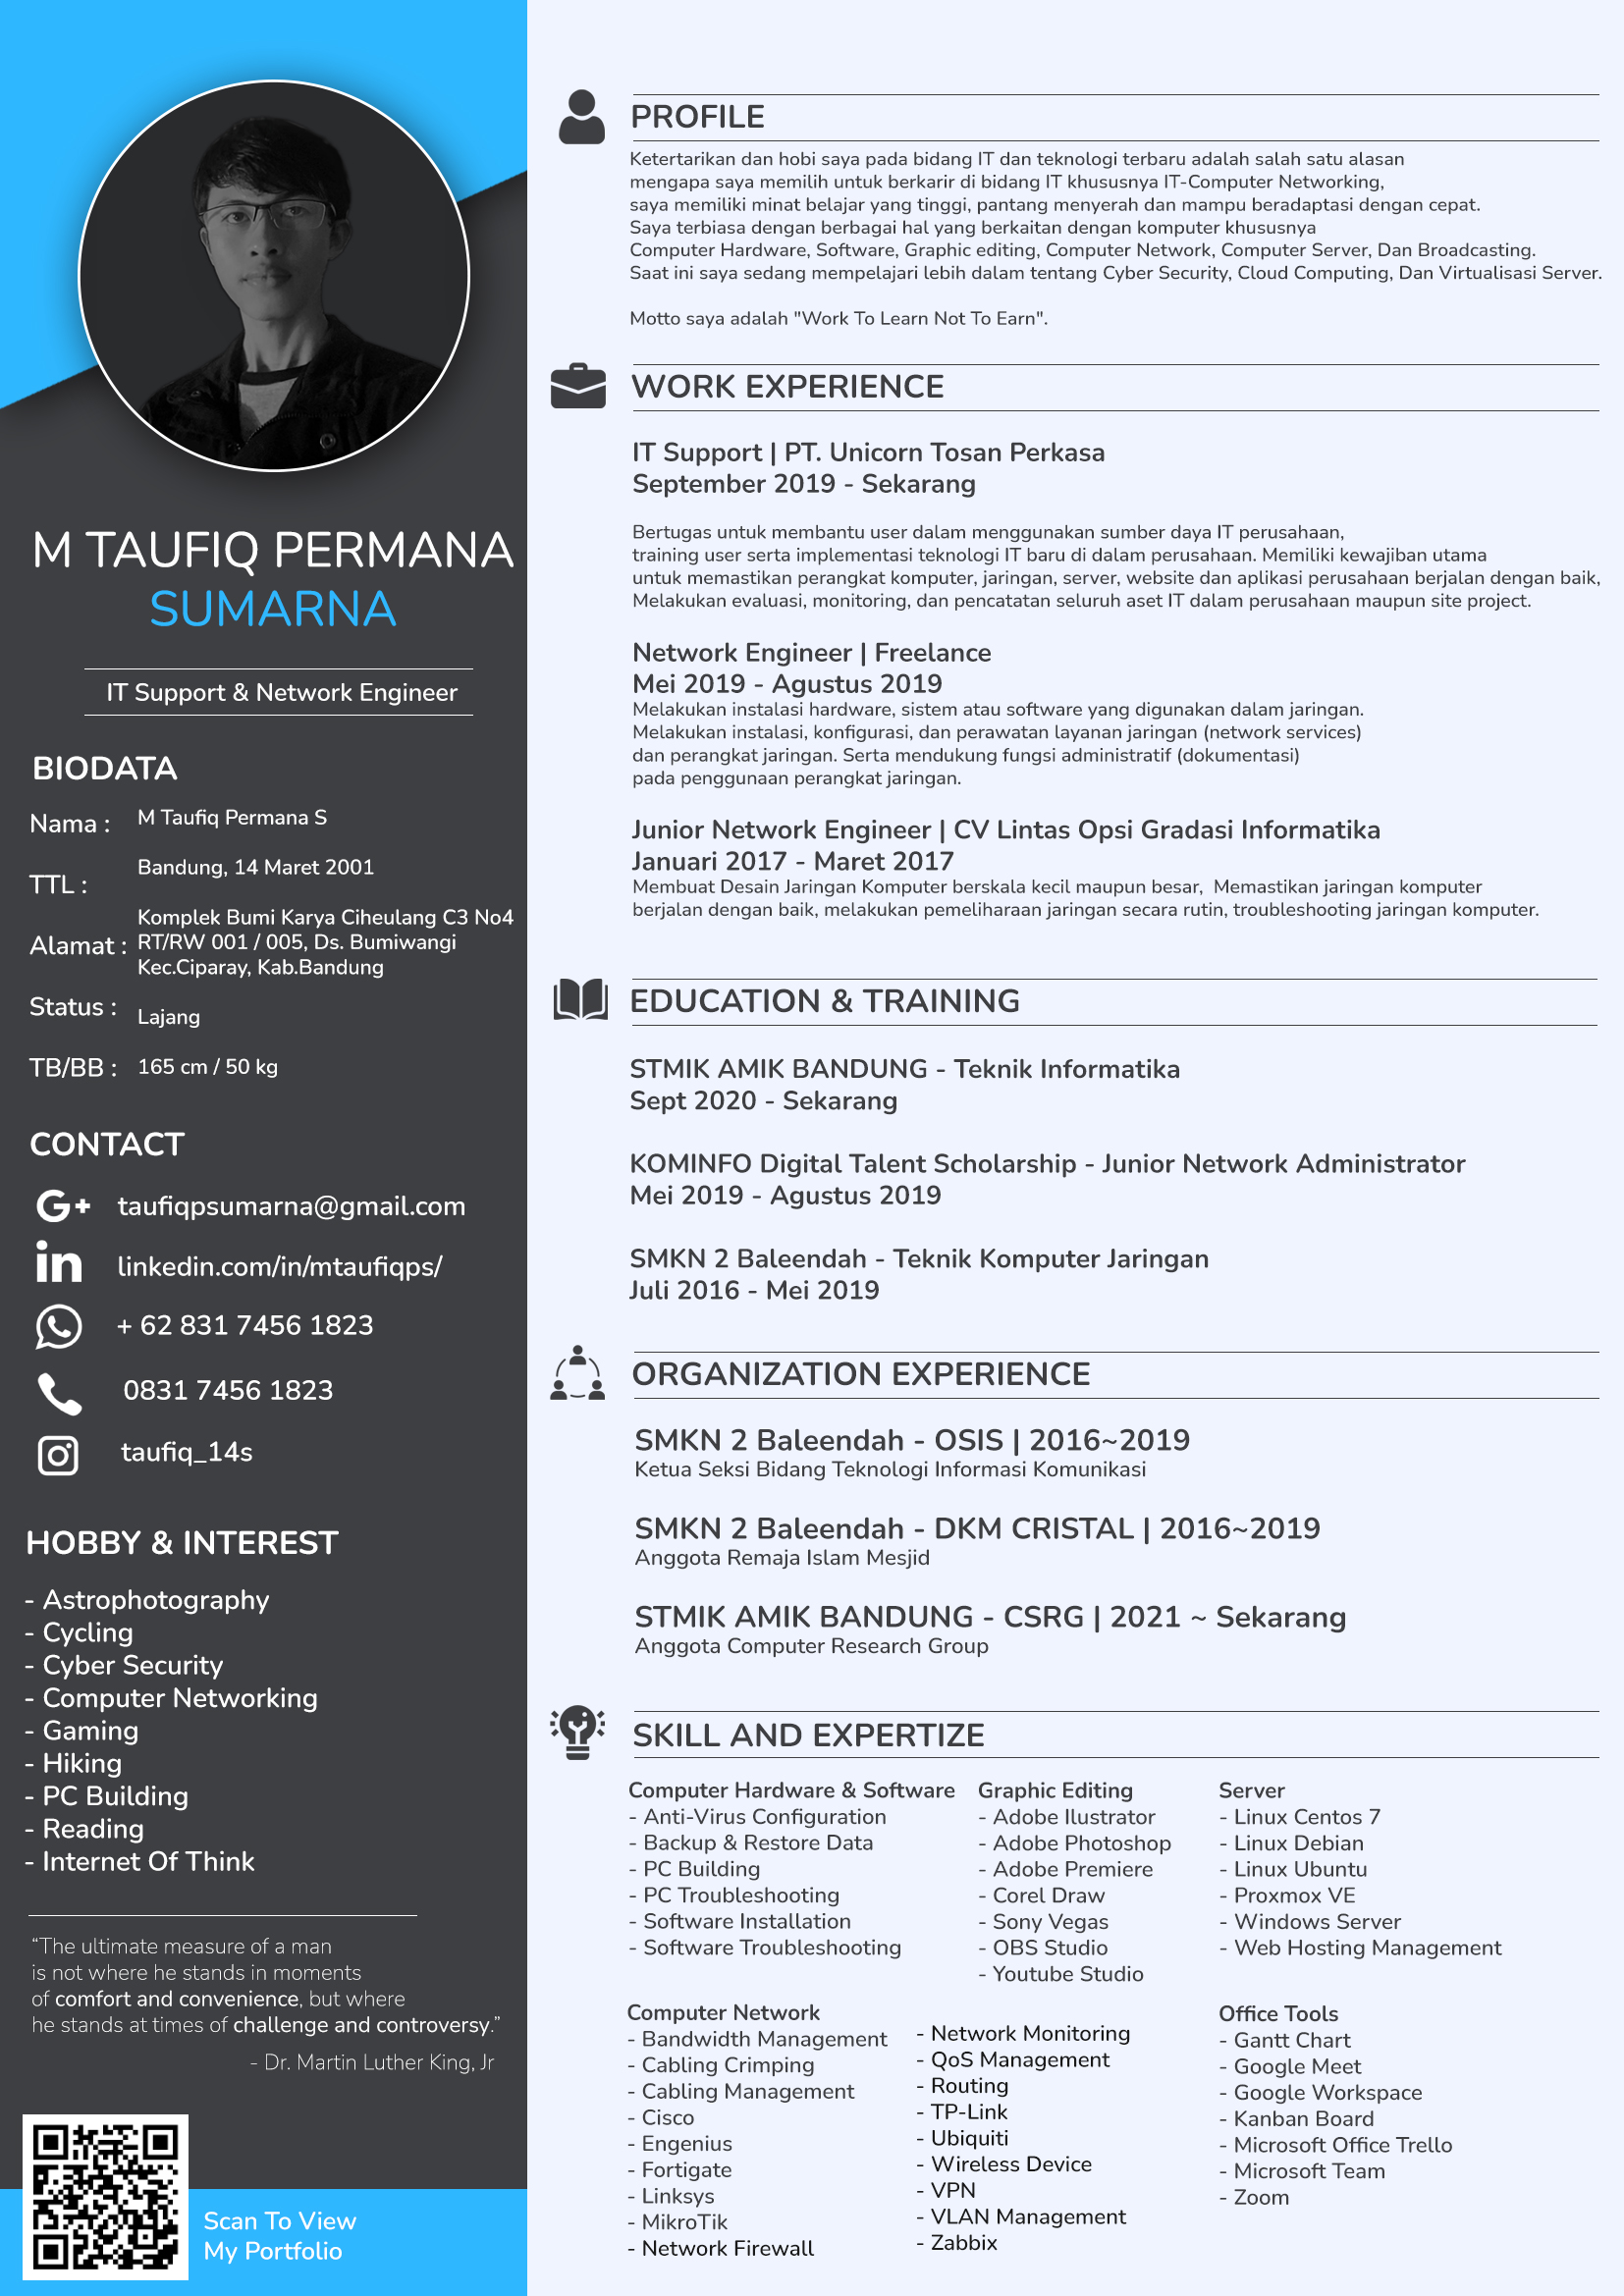 M TAUFIQ PERMANA
SUMARNA
IT Support & Network Engineer
BIODATA
Nama : M Taufiq Permana S
TTL : Bandung, 14 Maret 2001
Alamat : Komplek Bumi Karya Ciheulang C3 No4
RT/RW 001 / 005, Ds. Bumiwangi
Kec.Ciparay, Kab.Bandung
Status : Lajang
TB/BB : 165 cm / 50 kg
CONTACT
G+ taufiqpsumarna@gmail.com
in linkedin.com/in/mtaufiqps/
+ 62 831 7456 1823
0831 7456 1823
taufiq_14s
HOBBY & INTEREST
- Astrophotography
- Cycling
- Cyber Security
- Computer Networking
- Gaming
- Hiking
- PC Building
- Reading
- Internet Of Think
“The ultimate measure of a man
is not where he stands in moments
of comfort and convenience, but where
he stands at times of challenge and controversy.”
- Dr. Martin Luther King, Jr
Scan To View
My Portfolio
PROFILE
Ketertarikan dan hobi saya pada bidang IT dan teknologi terbaru adalah salah satu alasan
mengapa saya memilih untuk berkarir di bidang IT khususnya IT-Computer Networking,
saya memiliki minat belajar yang tinggi, pantang menyerah dan mampu beradaptasi dengan cepat.
Saya terbiasa dengan berbagai hal yang berkaitan dengan komputer khususnya
Computer Hardware, Software, Graphic editing, Computer Network, Computer Server, Dan Broadcasting.
Saat ini saya sedang mempelajari lebih dalam tentang Cyber Security, Cloud Computing, Dan Virtualisasi Server.
Motto saya adalah "Work To Learn Not To Earn".
WORK EXPERIENCE
IT Support | PT. Unicorn Tosan Perkasa
September 2019 - Sekarang
Bertugas untuk membantu user dalam menggunakan sumber daya IT perusahaan,
training user serta implementasi teknologi IT baru di dalam perusahaan. Memiliki kewajiban utama
untuk memastikan perangkat komputer, jaringan, server, website dan aplikasi perusahaan berjalan dengan baik,
Melakukan evaluasi, monitoring, dan pencatatan seluruh aset IT dalam perusahaan maupun site project.
Network Engineer | Freelance
Mei 2019 - Agustus 2019
Melakukan instalasi hardware, sistem atau software yang digunakan dalam jaringan.
Melakukan instalasi, konfigurasi, dan perawatan layanan jaringan (network services)
dan perangkat jaringan. Serta mendukung fungsi administratif (dokumentasi)
pada penggunaan perangkat jaringan.
Junior Network Engineer | CV Lintas Opsi Gradasi Informatika
Januari 2017 - Maret 2017
Membuat Desain Jaringan Komputer berskala kecil maupun besar, Memastikan jaringan komputer
berjalan dengan baik, melakukan pemeliharaan jaringan secara rutin, troubleshooting jaringan komputer.
EDUCATION & TRAINING
STMIK AMIK BANDUNG - Teknik Informatika
Sept 2020 - Sekarang
KOMINFO Digital Talent Scholarship - Junior Network Administrator
Mei 2019 - Agustus 2019
SMKN 2 Baleendah - Teknik Komputer Jaringan
Juli 2016 - Mei 2019
ORGANIZATION EXPERIENCE
SMKN 2 Baleendah - OSIS | 2016~2019
Ketua Seksi Bidang Teknologi Informasi Komunikasi
SMKN 2 Baleendah - DKM CRISTAL | 2016~2019
Anggota Remaja Islam Mesjid
STMIK AMIK BANDUNG - CSRG | 2021 ~ Sekarang
Anggota Computer Research Group
SKILL AND EXPERTIZE
Computer Hardware & Software
- Anti-Virus Configuration
- Backup & Restore Data
- PC Building
- PC Troubleshooting
- Software Installation
- Software Troubleshooting
Graphic Editing
- Adobe Ilustrator
- Adobe Photoshop
- Adobe Premiere
- Corel Draw
- Sony Vegas
- OBS Studio
- Youtube Studio
Server
- Linux Centos 7
- Linux Debian
- Linux Ubuntu
- Proxmox VE
- Windows Server
- Web Hosting Management
Computer Network
- Bandwidth Management
- Cabling Crimping
- Cabling Management
- Cisco
- Engenius
- Fortigate
- Linksys
- MikroTik
- Network Firewall
- Network Monitoring
- QoS Management
- Routing
- TP-Link
- Ubiquiti
- Wireless Device
- VPN
- VLAN Management
- Zabbix
Office Tools
- Gantt Chart
- Google Meet
- Google Workspace
- Kanban Board
- Microsoft Office Trello
- Microsoft Team
- Zoom